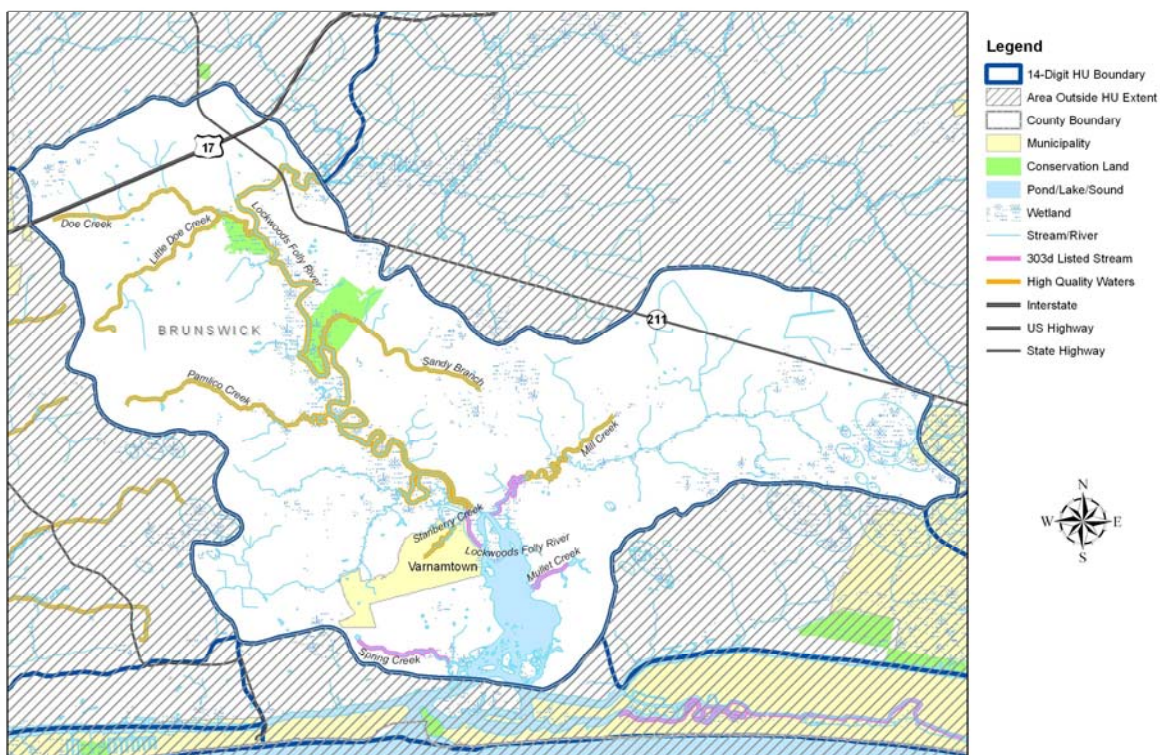 17
Doe Creek
Little Doe Creek
Lockwoods Folly River
BRUNSWICK
211
Sandy Branch
Pamlico Creek
Mill Creek
Stanberry Creek
Lockwoods Folly River
Varnamtown
Mullet Creek
Spring Creek
Legend
14-Digit HU Boundary
Area Outside HU Extent
County Boundary
Municipality
Conservation Land
Pond/Lake/Sound
Wetland
Stream/River
303d Listed Stream
High Quality Waters
Interstate
US Highway
State Highway
N
W E
S